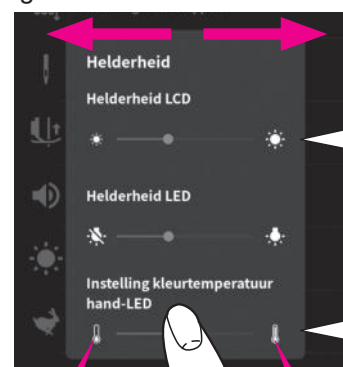 Helderheid
Helderheid LCD
Helderheid LED
Instelling kleurtemperatuur
hand-LED